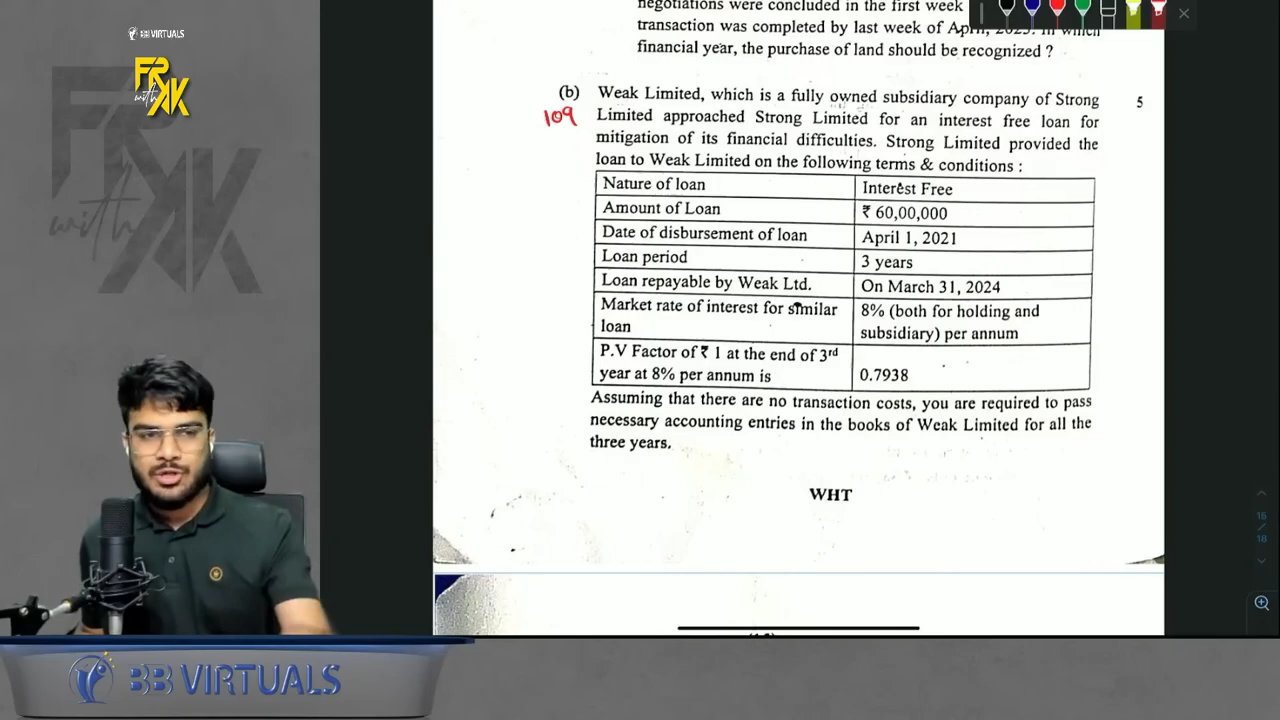 BB VIRTUALS
FR
with
AK
FR
with
AK
negotiations were concluded in the first week
transaction was completed by last week of April, 2023. In which
financial year, the purchase of land should be recognized ?
(b) Weak Limited, which is a fully owned subsidiary company of Strong 5
109 Limited approached Strong Limited for an interest free loan for
mitigation of its financial difficulties. Strong Limited provided the
loan to Weak Limited on the following terms & conditions :
Nature of loan Interest Free
Amount of Loan ₹ 60,00,000
Date of disbursement of loan April 1, 2021
Loan period 3 years
Loan repayable by Weak Ltd. On March 31, 2024
Market rate of interest for similar 8% (both for holding and
loan subsidiary) per annum
P.V Factor of ₹ 1 at the end of 3rd
year at 8% per annum is 0.7938
Assuming that there are no transaction costs, you are required to pass
necessary accounting entries in the books of Weak Limited for all the
three years.
WHT
15
/
18
BB VIRTUALS